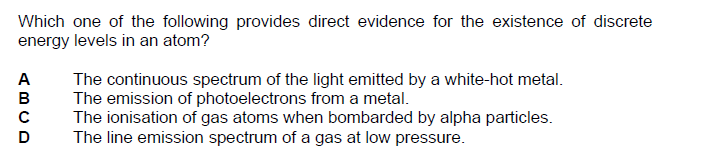 Which one of the following provides direct evidence for the existence of discrete
energy levels in an atom?
A The continuous spectrum of the light emitted by a white-hot metal.
B The emission of photoelectrons from a metal.
C The ionisation of gas atoms when bombarded by alpha particles.
D The line emission spectrum of a gas at low pressure.